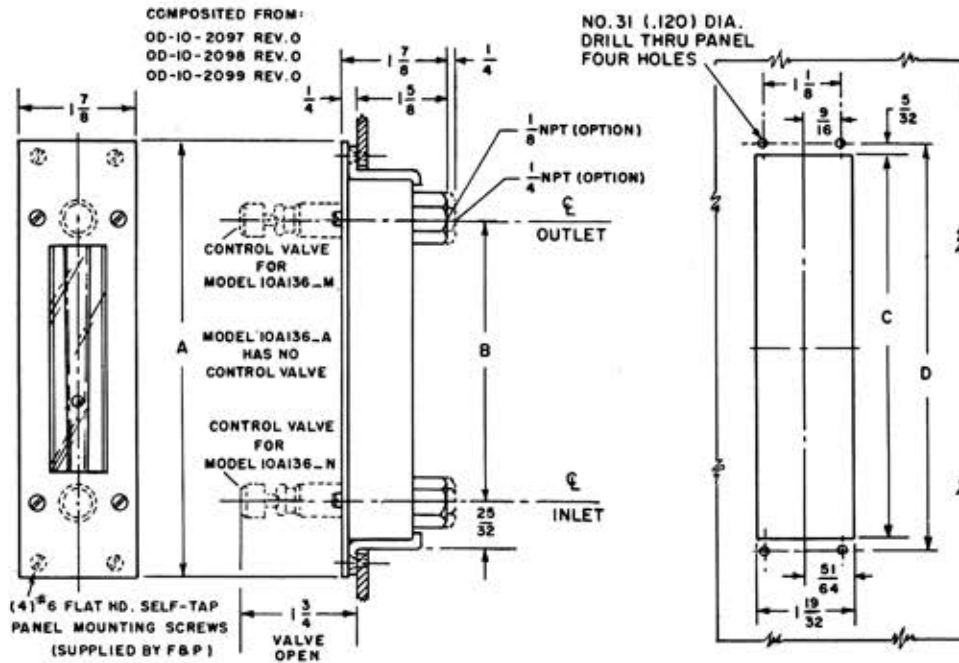 COMPOSITED FROM:
OD-10-2097 REV.0
OD-10-2098 REV.0
OD-10-2099 REV.0
1 7/8
1/4
1 7/8
1 5/8
1/4
1/8 NPT (OPTION)
1/4 NPT (OPTION)
℄
OUTLET
CONTROL VALVE
FOR
MODEL 10A136_M
A
MODEL 10A136_A
HAS NO
CONTROL VALVE
B
CONTROL VALVE
FOR
MODEL 10A136_N
℄
INLET
25/32
(4) #6 FLAT HD. SELF-TAP
PANEL MOUNTING SCREWS
(SUPPLIED BY F&P)
1 3/4
VALVE
OPEN
NO. 31 (.120) DIA.
DRILL THRU PANEL
FOUR HOLES
1 1/8
9/16
5/32
C
D
51/64
1 19/32